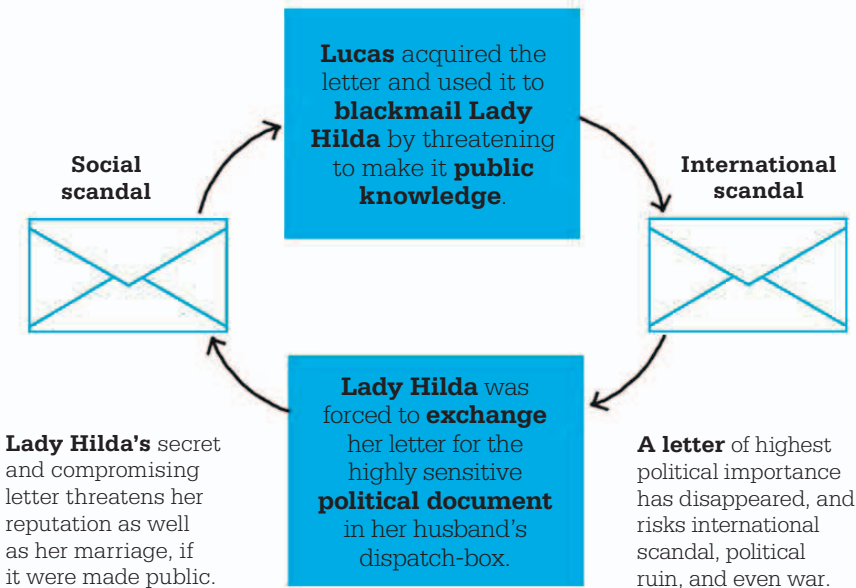 Lucas acquired the
letter and used it to
blackmail Lady
Hilda by threatening
to make it public
knowledge.
Social
scandal
International
scandal
Lady Hilda was
forced to exchange
her letter for the
highly sensitive
political document
in her husband's
dispatch-box.
Lady Hilda's secret
and compromising
letter threatens her
reputation as well
as her marriage, if
it were made public.
A letter of highest
political importance
has disappeared, and
risks international
scandal, political
ruin, and even war.